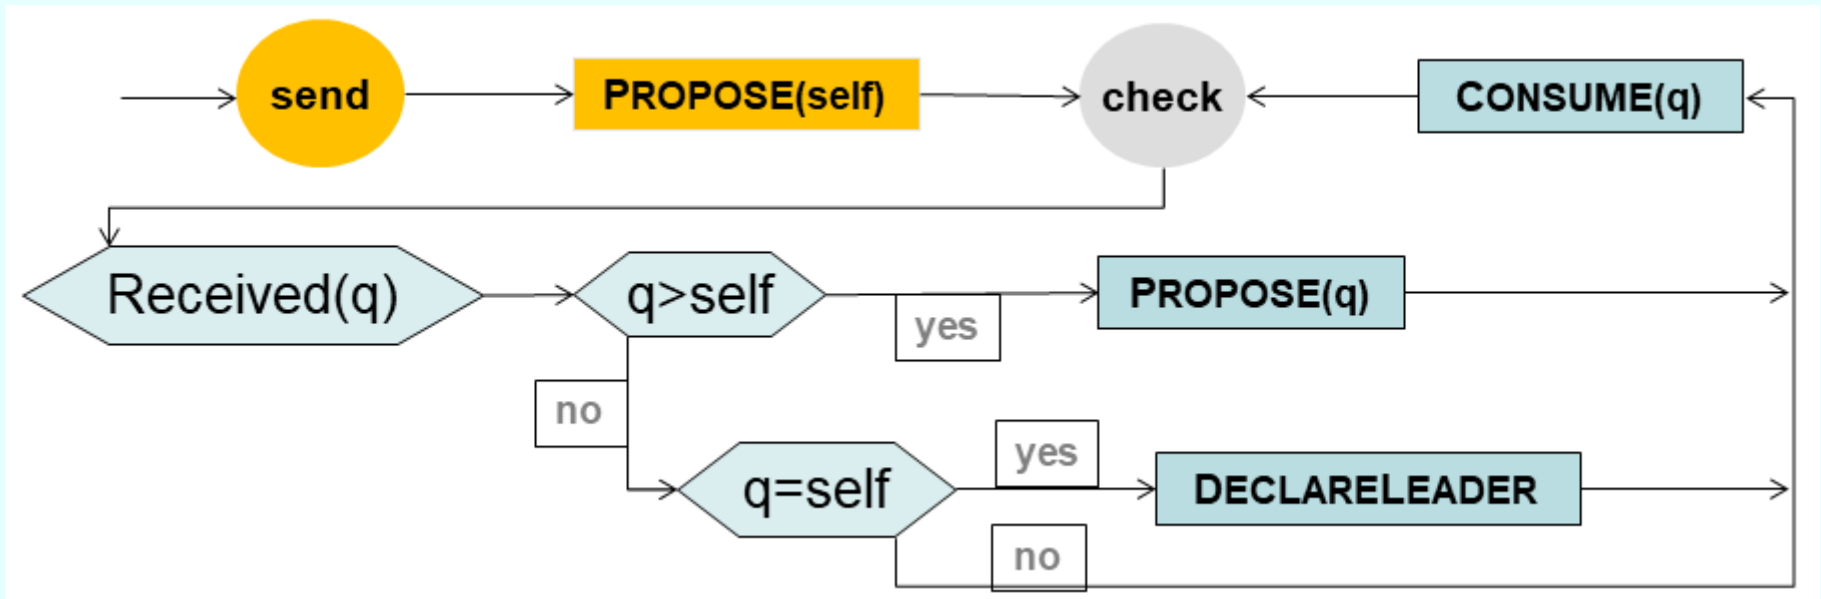 send
PROPOSE(self)
check
CONSUME(q)
Received(q)
q>self
yes
PROPOSE(q)
no
q=self
yes
DECLARELEADER
no